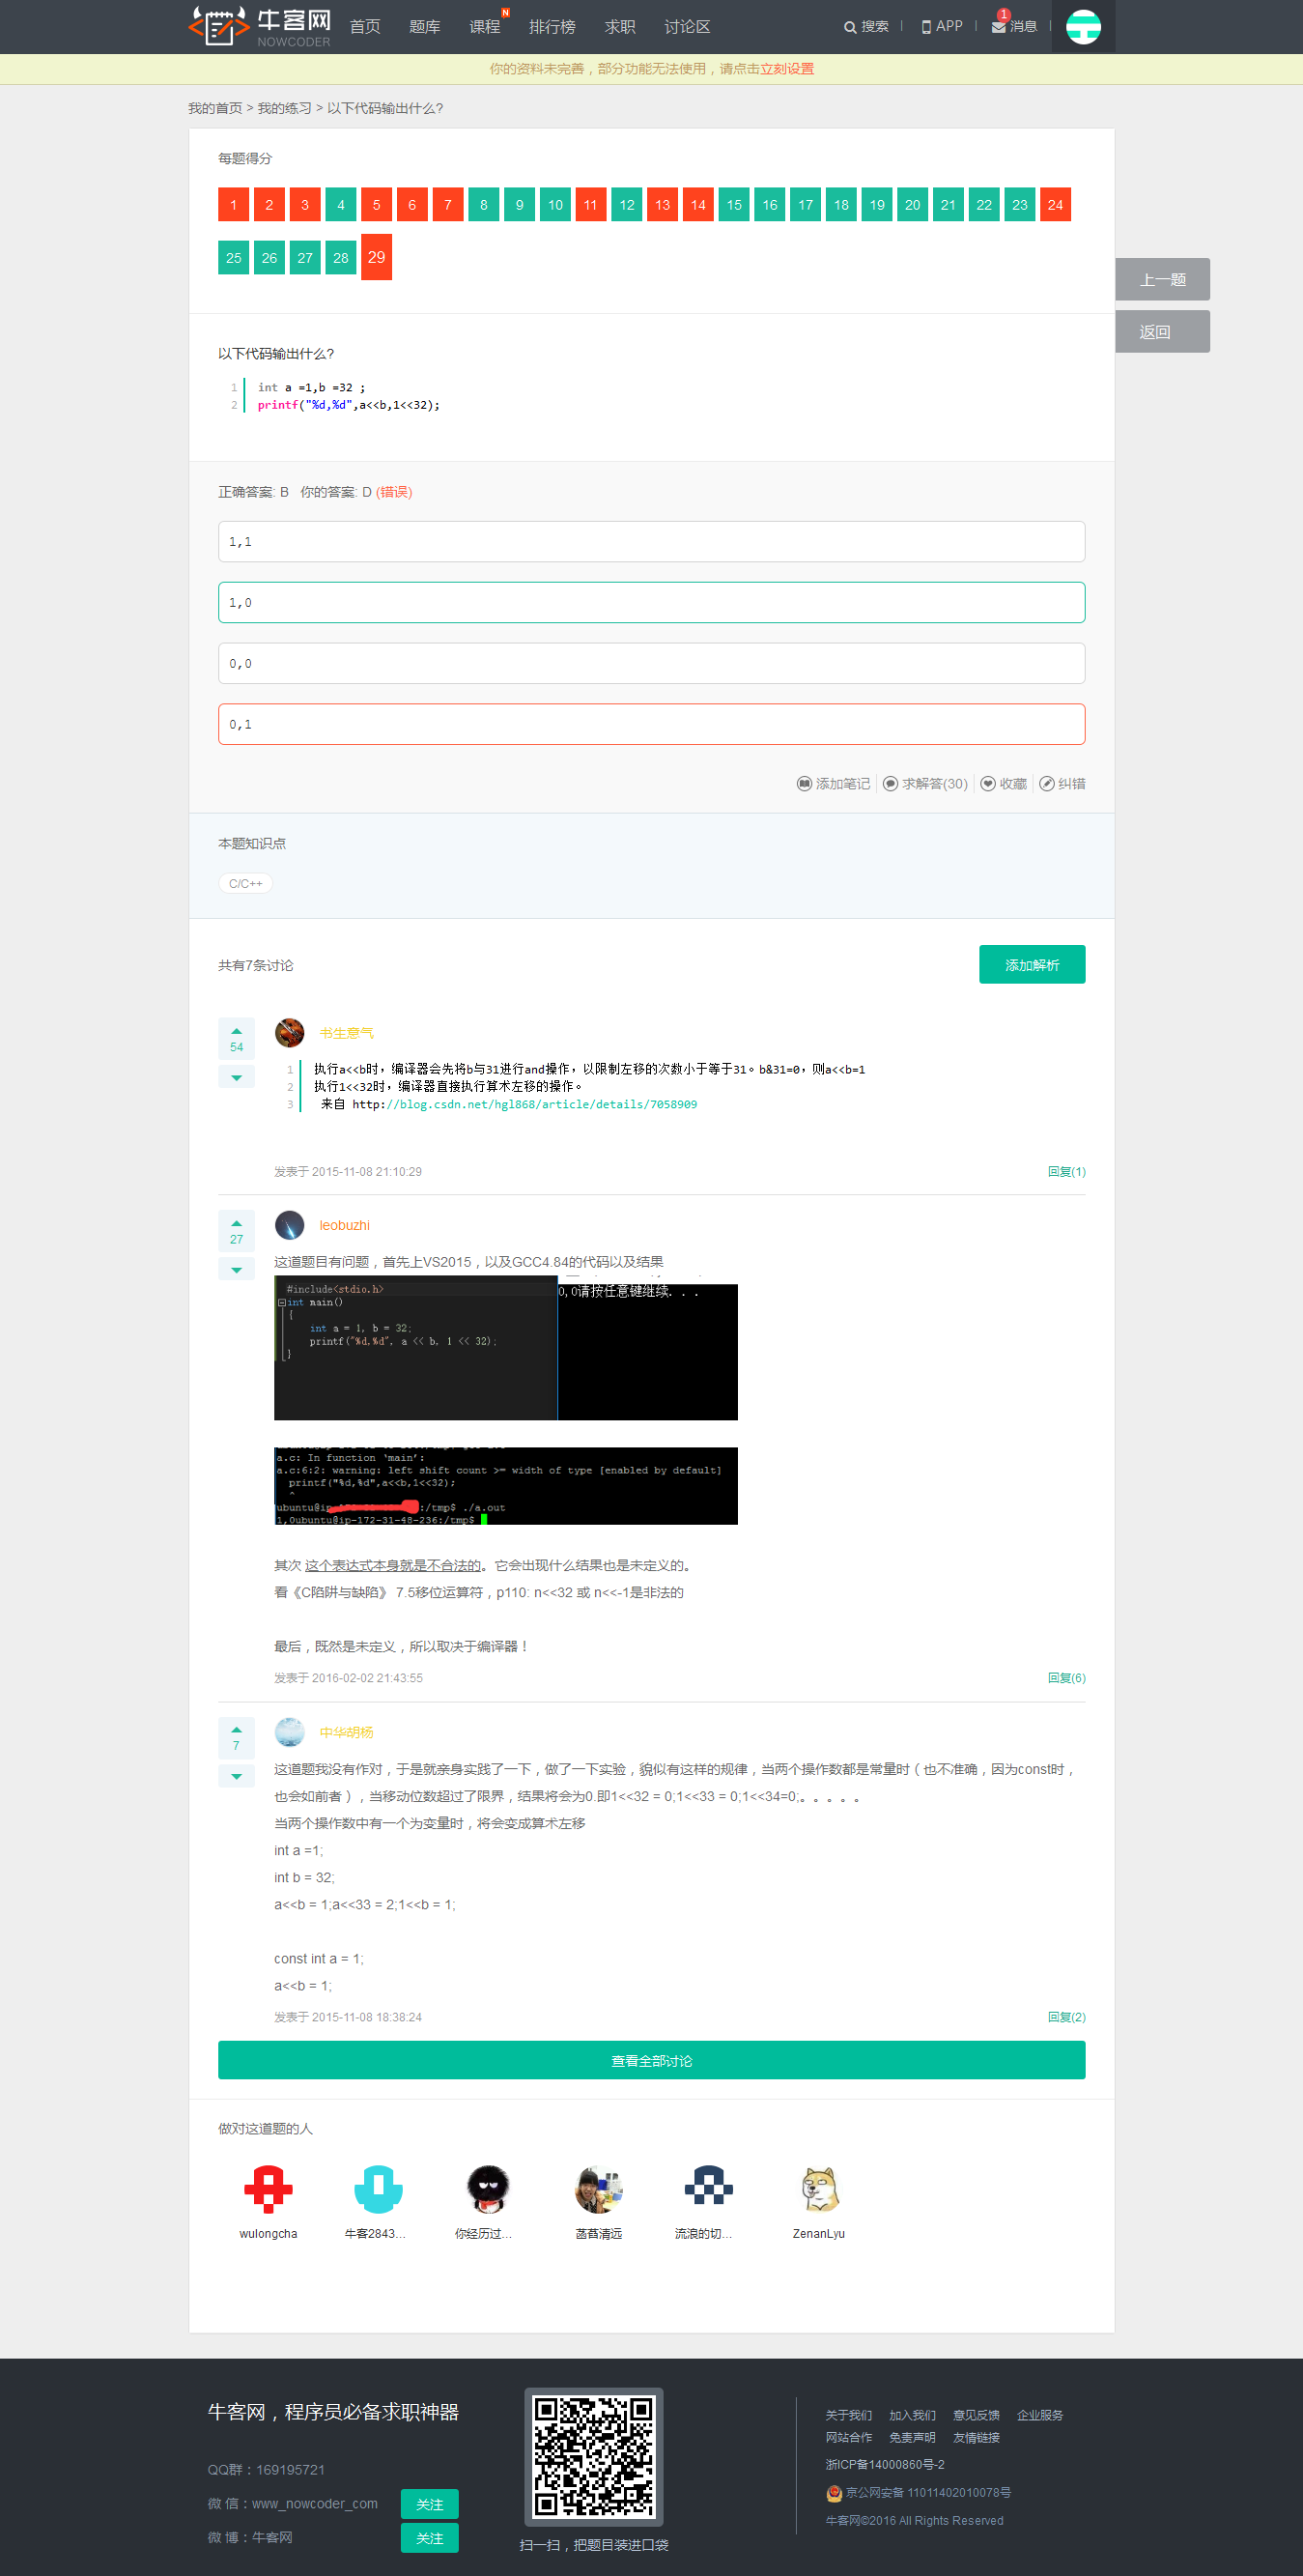 牛客网
NOWCODER
首页 题库 课程 N 排行榜 求职 讨论区 搜索 APP 1 消息
你的资料未完善，部分功能无法使用，请点击立刻设置
我的首页 > 我的练习 > 以下代码输出什么?
每题得分
1 2 3 4 5 6 7 8 9 10 11 12 13 14 15 16 17 18 19 20 21 22 23 24
25 26 27 28 29
上一题
返回
以下代码输出什么?
1 int a =1,b =32 ;
2 printf("%d,%d",a<<b,1<<32);
正确答案: B 你的答案: D (错误)
1,1
1,0
0,0
0,1
添加笔记 求解答(30) 收藏 纠错
本题知识点
C/C++
共有7条讨论
添加解析
54
书生意气
1 执行a<<b时，编译器会先将b与31进行and操作，以限制左移的次数小于等于31。b&31=0，则a<<b=1
2 执行1<<32时，编译器直接执行算术左移的操作。
3 来自 http://blog.csdn.net/hgl868/article/details/7058909
发表于 2015-11-08 21:10:29 回复(1)
27
leobuzhi
这道题目有问题，首先上VS2015，以及GCC4.84的代码以及结果
#include<stdio.h>
int main()
{
int a = 1, b = 32;
printf("%d,%d", a << b, 1 << 32);
}
0,0请按任意键继续. . .
a.c: In function 'main':
a.c:6:2: warning: left shift count >= width of type [enabled by default]
printf("%d,%d",a<<b,1<<32);
^
:/tmp$ ./a.out
1,0ubuntu@ip-172-31-48-236:/tmp$
其次 这个表达式本身就是不合法的。它会出现什么结果也是未定义的。
看《C陷阱与缺陷》 7.5移位运算符，p110: n<<32 或 n<<-1是非法的
最后，既然是未定义，所以取决于编译器！
发表于 2016-02-02 21:43:55 回复(6)
7
中华胡杨
这道题我没有作对，于是就亲身实践了一下，做了一下实验，貌似有这样的规律，当两个操作数都是常量时（也不准确，因为const时，
也会如前者），当移动位数超过了限界，结果将会为0.即1<<32 = 0;1<<33 = 0;1<<34=0;。。。。。
当两个操作数中有一个为变量时，将会变成算术左移
int a =1;
int b = 32;
a<<b = 1;a<<33 = 2;1<<b = 1;
const int a = 1;
a<<b = 1;
发表于 2015-11-08 18:38:24 回复(2)
查看全部讨论
做对这道题的人
wulongcha 牛客2843... 你经历过... 菡萏清远 流浪的切... ZenanLyu
牛客网，程序员必备求职神器
QQ群：169195721
微 信：www_nowcoder_com 关注
微 博：牛客网 关注
扫一扫，把题目装进口袋
关于我们 加入我们 意见反馈 企业服务
网站合作 免责声明 友情链接
浙ICP备14000860号-2
京公网安备 11011402010078号
牛客网©2016 All Rights Reserved